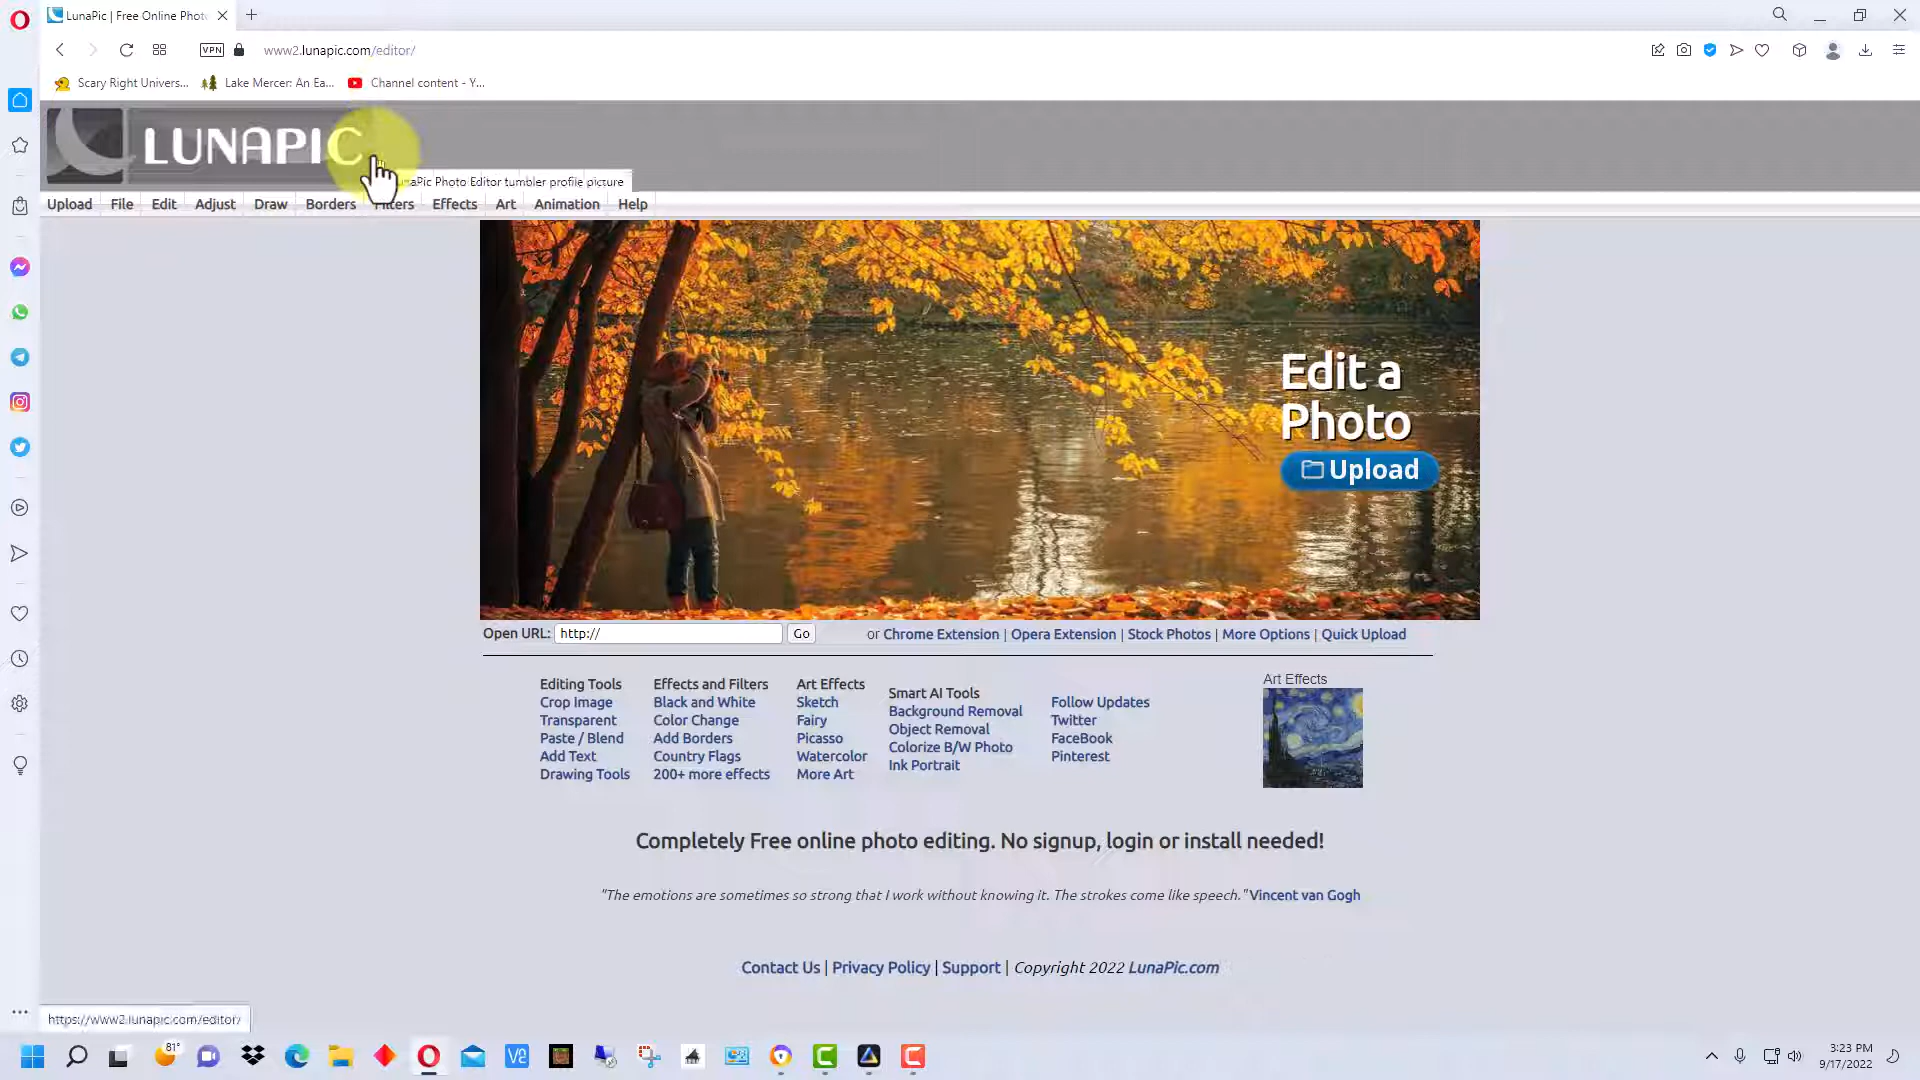 LunaPic | Free Online Phot
VPN
www2.lunapic.com/editor/
Scary Right Univers... Lake Mercer: An Ea... Channel content - Y...
LUNAPIC
Photo Editor tumbler profile picture
Upload File Edit Adjust Draw Borders Filters Effects Art Animation Help
Edit a
Photo
Upload
Open URL: http:// Go or Chrome Extension | Opera Extension | Stock Photos | More Options | Quick Upload
Editing Tools
Crop Image
Transparent
Paste / Blend
Add Text
Drawing Tools
Effects and Filters
Black and White
Color Change
Add Borders
Country Flags
200+ more effects
Art Effects
Sketch
Fairy
Picasso
Watercolor
More Art
Smart AI Tools
Background Removal
Object Removal
Colorize B/W Photo
Ink Portrait
Follow Updates
Twitter
FaceBook
Pinterest
Art Effects
Completely Free online photo editing. No signup, login or install needed!
"The emotions are sometimes so strong that I work without knowing it. The strokes come like speech." Vincent van Gogh
Contact Us | Privacy Policy | Support | Copyright 2022 LunaPic.com
https://www2.lunapic.com/editor/
81°
3:23 PM
9/17/2022